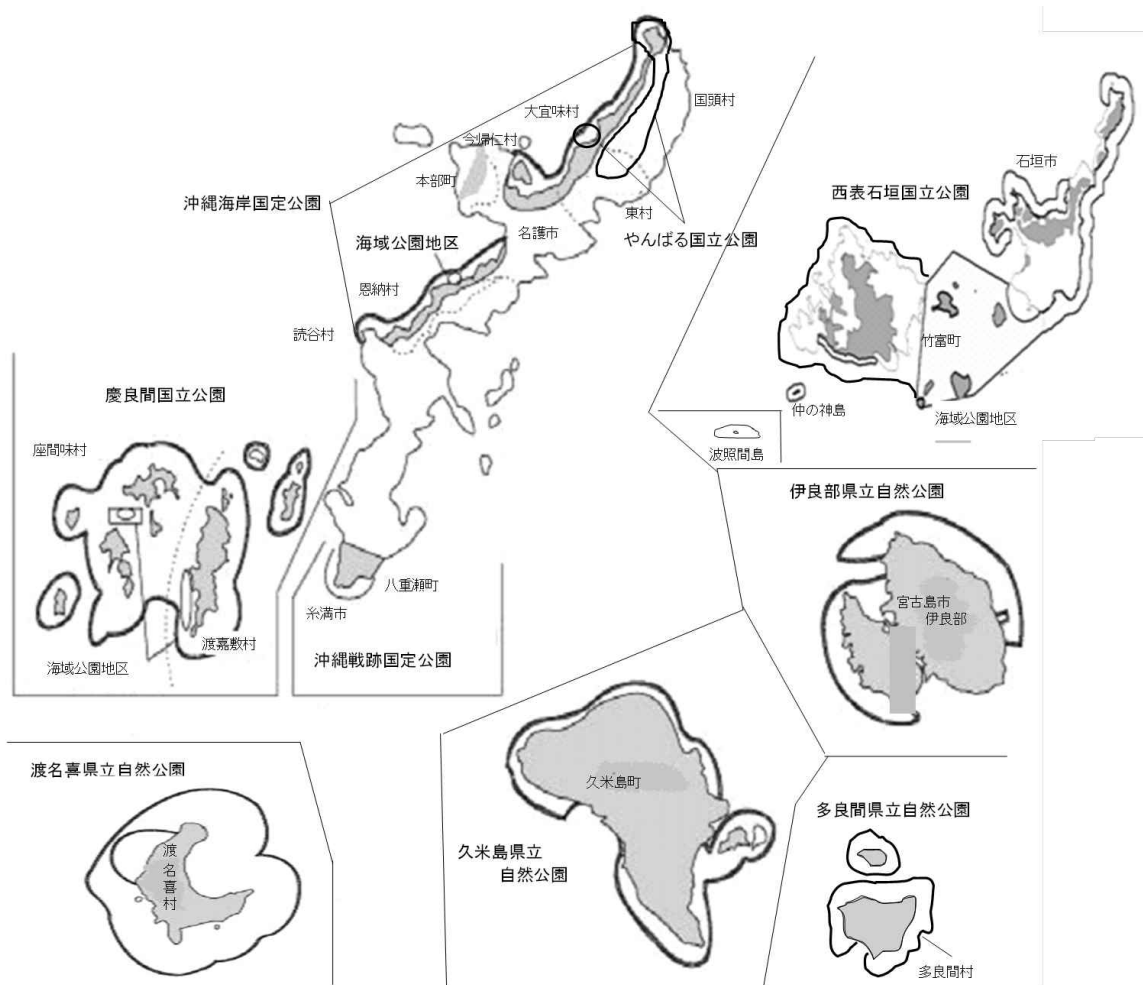 国頭村
大宜味村
今帰仁村
本部町
沖縄海岸国定公園
東村
名護市
やんばる国立公園
海域公園地区
恩納村
読谷村
石垣市
西表石垣国立公園
竹富町
仲の神島
海域公園地区
波照間島
慶良間国立公園
座間味村
渡嘉敷村
海域公園地区
八重瀬町
糸満市
沖縄戦跡国定公園
伊良部県立自然公園
宮古島市
伊良部
渡名喜県立自然公園
渡名喜村
久米島町
久米島県立
自然公園
多良間県立自然公園
多良間村